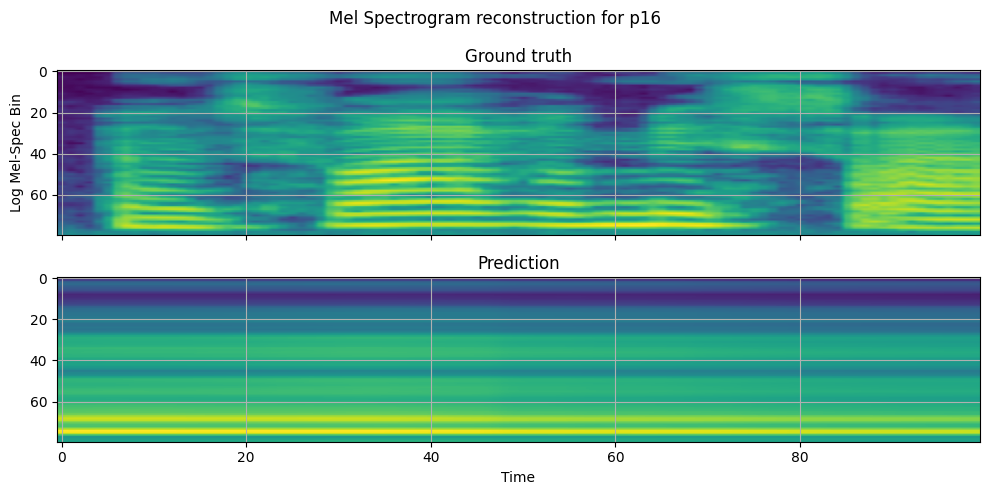 Mel Spectrogram reconstruction for p16
Ground truth
0
20
40
60
Log Mel-Spec Bin
Prediction
0
20
40
60
0 20 40 60 80
Time